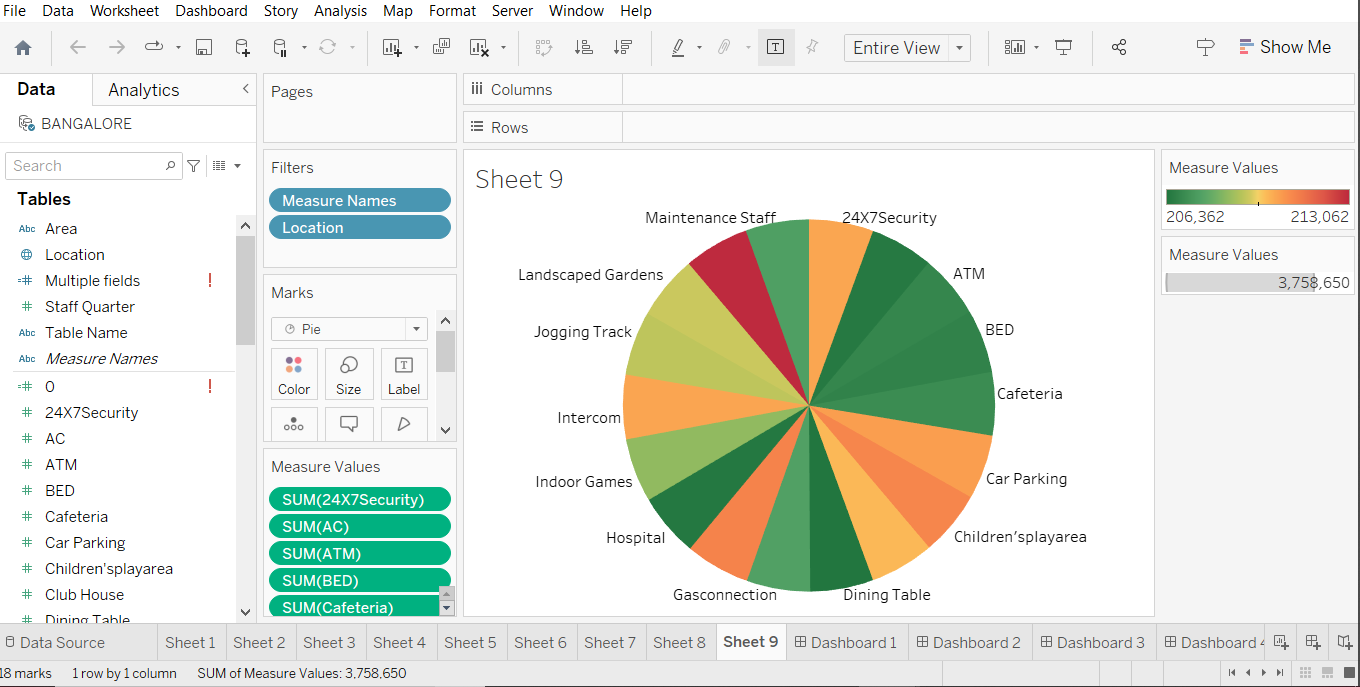 File Data Worksheet Dashboard Story Analysis Map Format Server Window Help
Entire View
Show Me
Data Analytics
BANGALORE
Search
Tables
Abc Area
Location
Multiple fields !
Staff Quarter
Abc Table Name
Abc Measure Names
0 !
24X7Security
AC
ATM
BED
Cafeteria
Car Parking
Children'splayarea
Club House
Dining Table
Pages
Filters
Measure Names
Location
Marks
Pie
Color Size Label
Measure Values
SUM(24X7Security)
SUM(AC)
SUM(ATM)
SUM(BED)
SUM(Cafeteria)
Columns
Rows
Sheet 9
Maintenance Staff
24X7Security
Landscaped Gardens
ATM
Jogging Track
BED
Intercom
Cafeteria
Indoor Games
Car Parking
Hospital
Children'splayarea
Gasconnection
Dining Table
Measure Values
206,362 213,062
Measure Values
3,758,650
Data Source Sheet 1 Sheet 2 Sheet 3 Sheet 4 Sheet 5 Sheet 6 Sheet 7 Sheet 8 Sheet 9 Dashboard 1 Dashboard 2 Dashboard 3 Dashboard 4
18 marks 1 row by 1 column SUM of Measure Values: 3,758,650